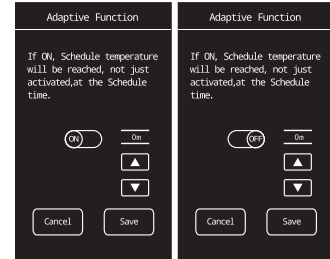 Adaptive Function
If ON, Schedule temperature
will be reached, not just
activated,at the Schedule
time.
ON
0m
Cancel
Save
Adaptive Function
If ON, Schedule temperature
will be reached, not just
activated,at the Schedule
time.
OFF
0m
Cancel
Save